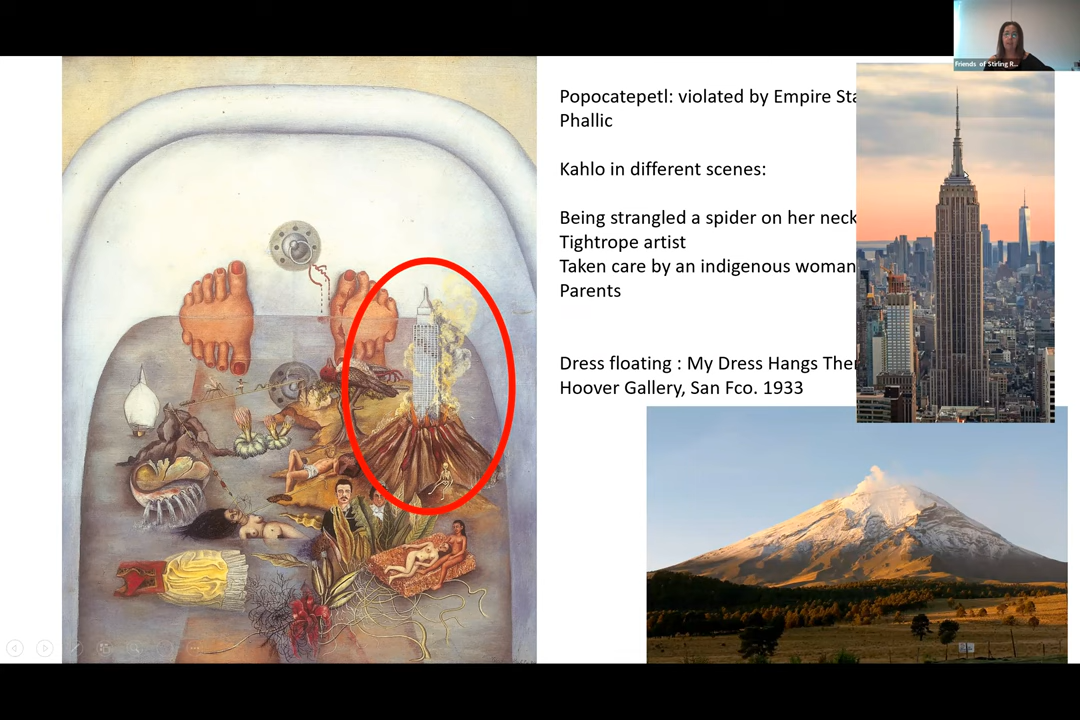 Friends of Stirling R...
Popocatepetl: violated by Empire Sta
Phallic
Kahlo in different scenes:
Being strangled a spider on her neck
Tightrope artist
Taken care by an indigenous woman
Parents
Dress floating : My Dress Hangs Ther
Hoover Gallery, San Fco. 1933